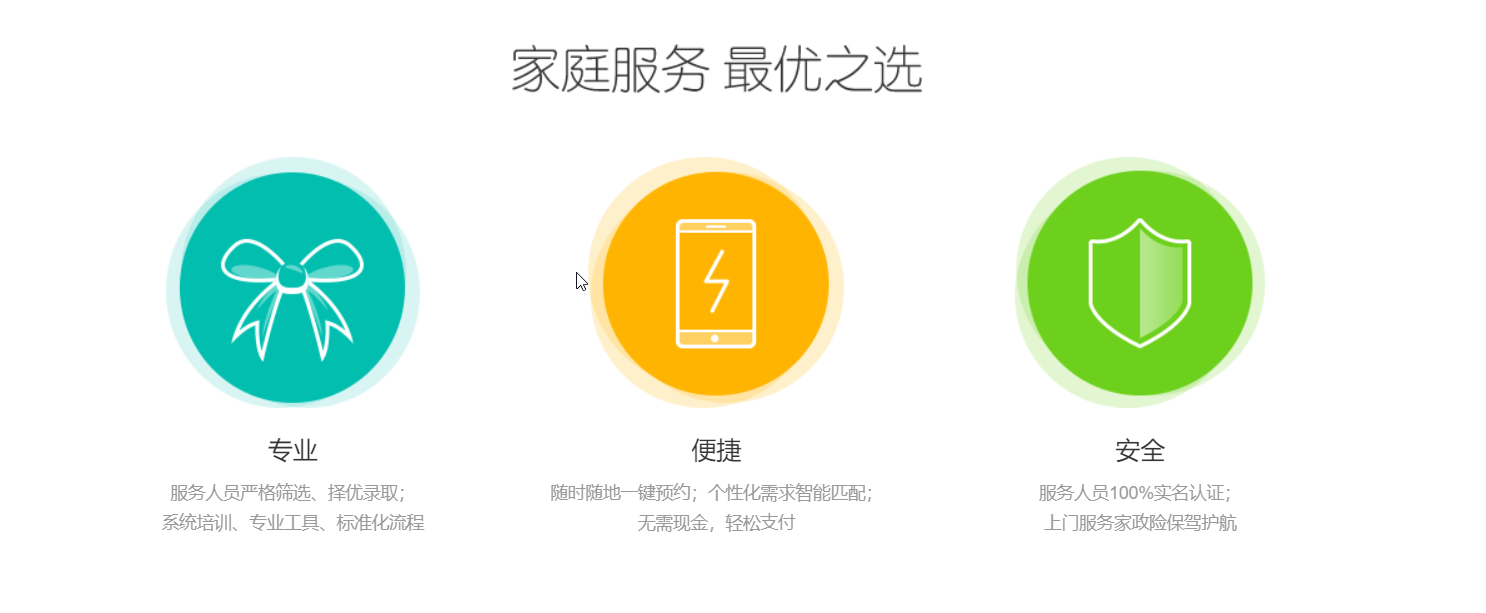 家庭服务 最优之选
专业
服务人员严格筛选、择优录取；
系统培训、专业工具、标准化流程
便捷
随时随地一键预约；个性化需求智能匹配；
无需现金，轻松支付
安全
服务人员100%实名认证；
上门服务家政险保驾护航